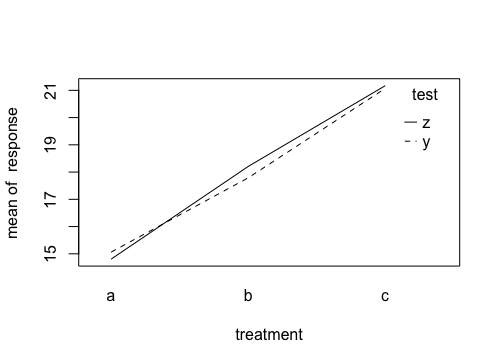 mean of response
21
19
17
15
test
z
y
a b c
treatment